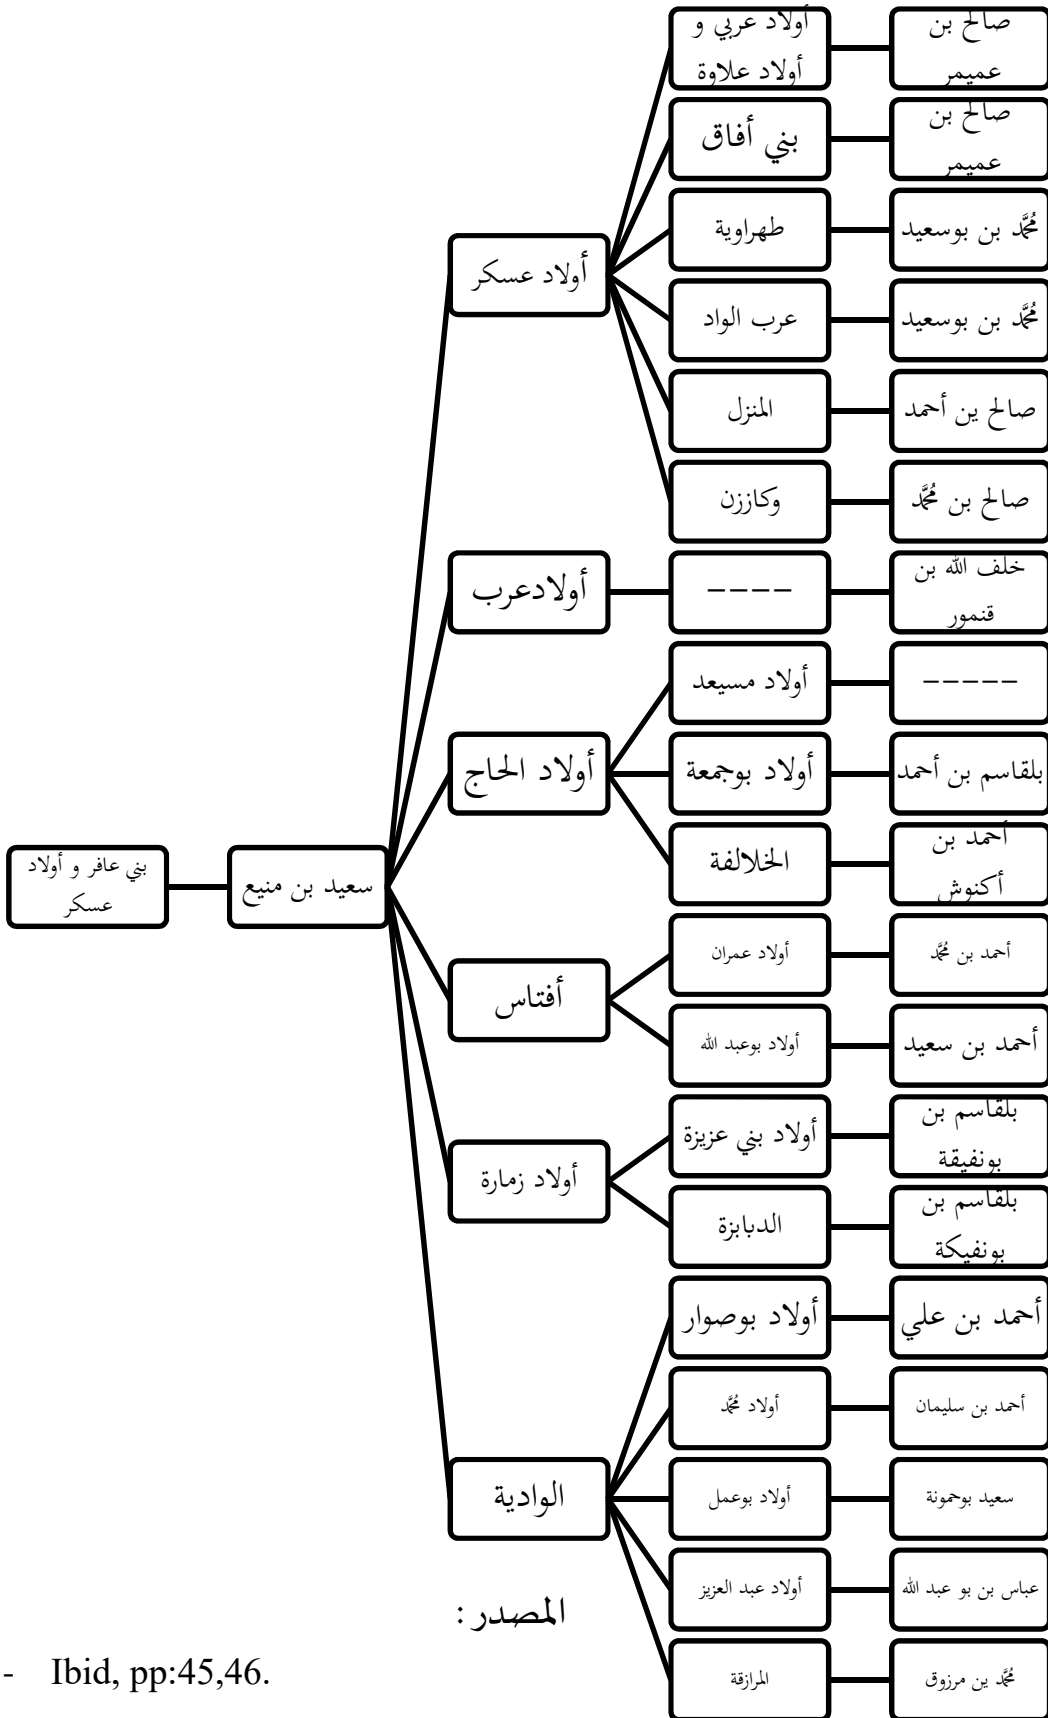 بني عافر و أولاد
عسكر
سعيد بن منيع
أولاد عسكر
أولاد عربي و
أولاد علاوة
صالح بن
عميمر
بني أفاق
صالح بن
عميمر
طهراوية
مُحَّد بن بوسعيد
عرب الواد
مُحَّد بن بوسعيد
المنزل
صالح ين أحمد
وكاززن
صالح بن مُحَّد
أولادعرب
----
خلف الله بن
قنمور
أولاد الحاج
أولاد مسيعد
-----
أولاد بوجمعة
بلقاسم بن أحمد
الخلالفة
أحمد بن
أكنوش
أفتاس
أولاد عمران
أحمد بن مُحَّد
أولاد بوعبد الله
أحمد بن سعيد
أولاد زمارة
أولاد بني عزيزة
بلقاسم بن
بونفيقة
الدبابزة
بلقاسم بن
بونفيكة
الوادية
أولاد بوصوار
أحمد بن علي
أولاد مُحَّد
أحمد بن سليمان
أولاد بوعمل
سعيد بوحمونة
أولاد عبد العزيز
عباس بن بو عبد الله
المرازقة
مُحَّد ين مرزوق
المصدر:
- Ibid, pp:45,46.